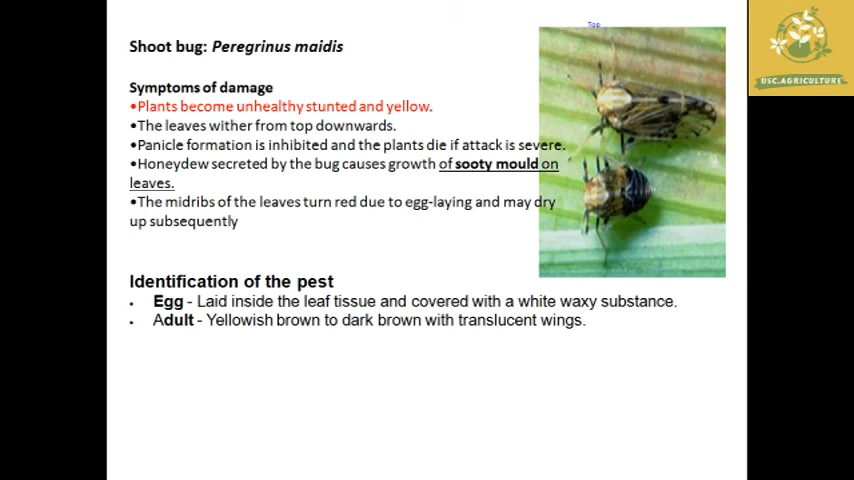 Top
Shoot bug: Peregrinus maidis
Symptoms of damage
•Plants become unhealthy stunted and yellow.
•The leaves wither from top downwards.
•Panicle formation is inhibited and the plants die if attack is severe.
•Honeydew secreted by the bug causes growth of sooty mould on
leaves.
•The midribs of the leaves turn red due to egg-laying and may dry
up subsequently
Identification of the pest
• Egg - Laid inside the leaf tissue and covered with a white waxy substance.
• Adult - Yellowish brown to dark brown with translucent wings.
DSC.AGRICULTURE